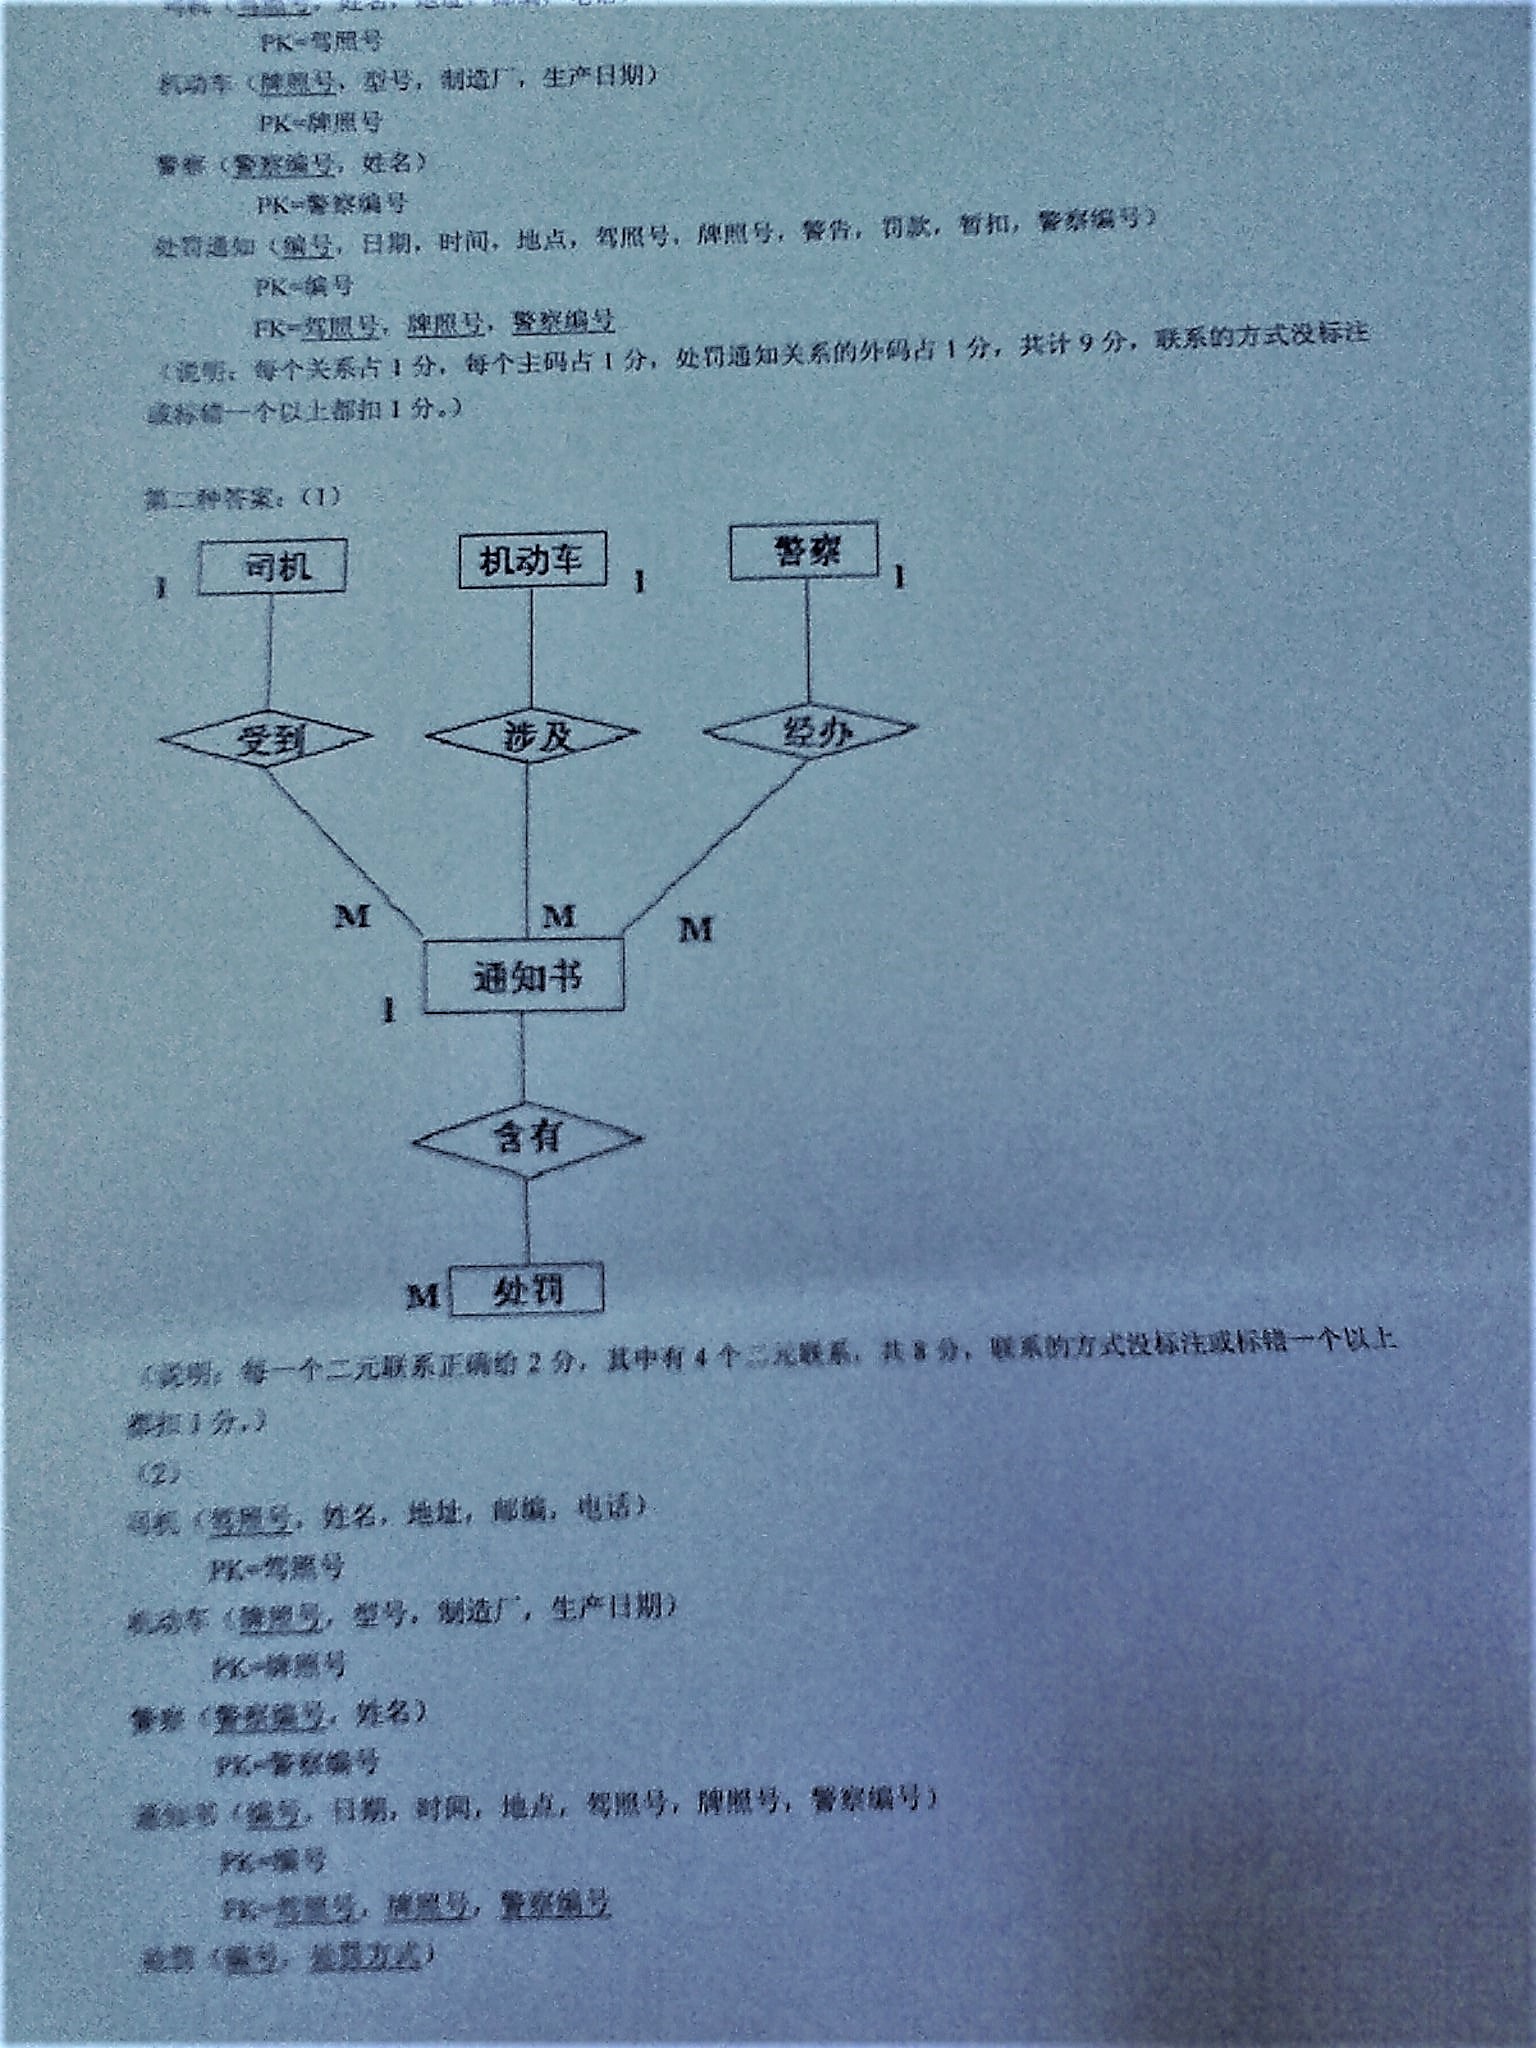 司机（驾照号，姓名，地址，邮编，电话）
PK=驾照号
机动车（牌照号，型号，制造厂，生产日期）
PK=牌照号
警察（警察编号，姓名）
PK=警察编号
处罚通知（编号，日期，时间，地点，驾照号，牌照号，警告，罚款，暂扣，警察编号）
PK=编号
FK=驾照号，牌照号，警察编号
（说明：每个关系占1分，每个主码占1分，处罚通知关系的外码占1分，共计9分，联系的方式没标注
或标错一个以上都扣1分。）
第二种答案：（1）
1 司机 机动车 1 警察 1
受到 涉及 经办
M M M
通知书
1
含有
M 处罚
（说明：每一个二元联系正确给2分，其中有4个二元联系，共8分，联系的方式没标注或标错一个以上
都扣1分。）
（2）
司机（驾照号，姓名，地址，邮编，电话）
PK=驾照号
机动车（牌照号，型号，制造厂，生产日期）
PK=牌照号
警察（警察编号，姓名）
PK=警察编号
通知书（编号，日期，时间，地点，驾照号，牌照号，警察编号）
PK=编号
FK=驾照号，牌照号，警察编号
处罚（编号，处罚方式）